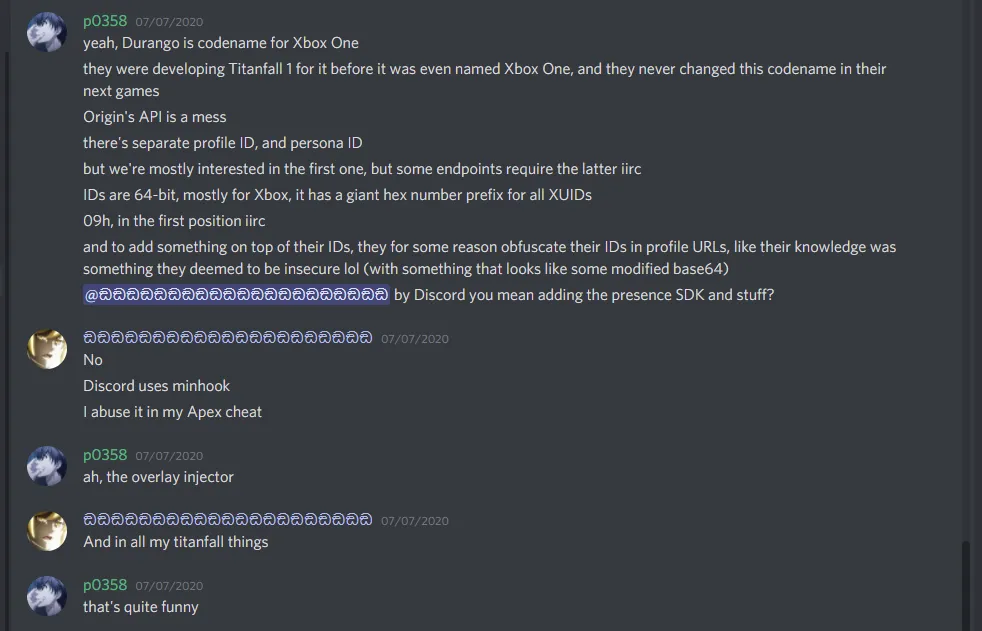 p0358 07/07/2020
yeah, Durango is codename for Xbox One
they were developing Titanfall 1 for it before it was even named Xbox One, and they never changed this codename in their
next games
Origin's API is a mess
there's separate profile ID, and persona ID
but we're mostly interested in the first one, but some endpoints require the latter iirc
IDs are 64-bit, mostly for Xbox, it has a giant hex number prefix for all XUIDs
09h, in the first position iirc
and to add something on top of their IDs, they for some reason obfuscate their IDs in profile URLs, like their knowledge was
something they deemed to be insecure lol (with something that looks like some modified base64)
@ඞඞඞඞඞඞඞඞඞඞඞඞඞඞඞඞඞඞඞඞඞ by Discord you mean adding the presence SDK and stuff?
ඞඞඞඞඞඞඞඞඞඞඞඞඞඞඞඞඞඞඞඞඞ 07/07/2020
No
Discord uses minhook
I abuse it in my Apex cheat
p0358 07/07/2020
ah, the overlay injector
ඞඞඞඞඞඞඞඞඞඞඞඞඞඞඞඞඞඞඞඞඞ 07/07/2020
And in all my titanfall things
p0358 07/07/2020
that's quite funny